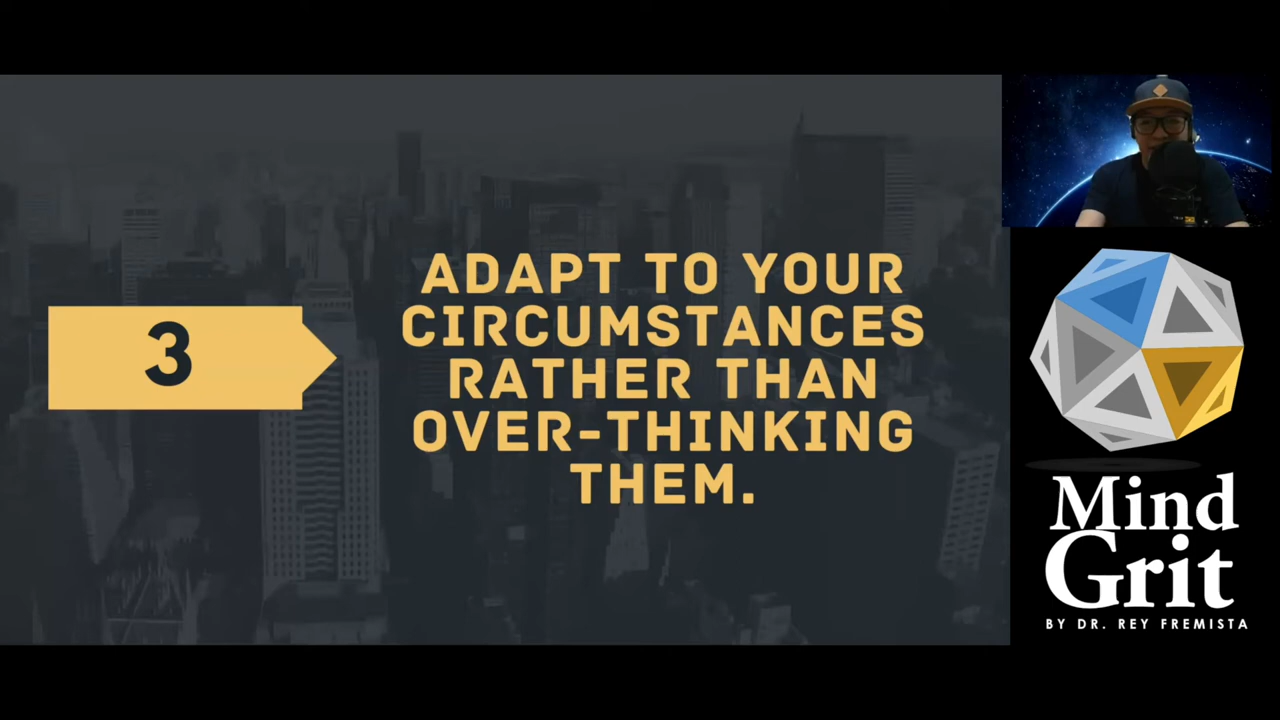 3
ADAPT TO YOUR
CIRCUMSTANCES
RATHER THAN
OVER-THINKING
THEM.
Mind
Grit
BY DR. REY FREMISTA